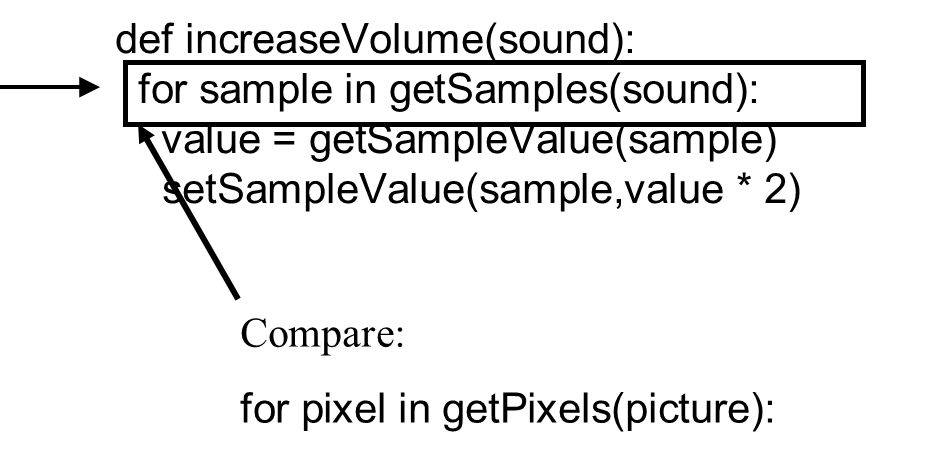 def increaseVolume(sound):
for sample in getSamples(sound):
value = getSampleValue(sample)
setSampleValue(sample,value * 2)
Compare:
for pixel in getPixels(picture):